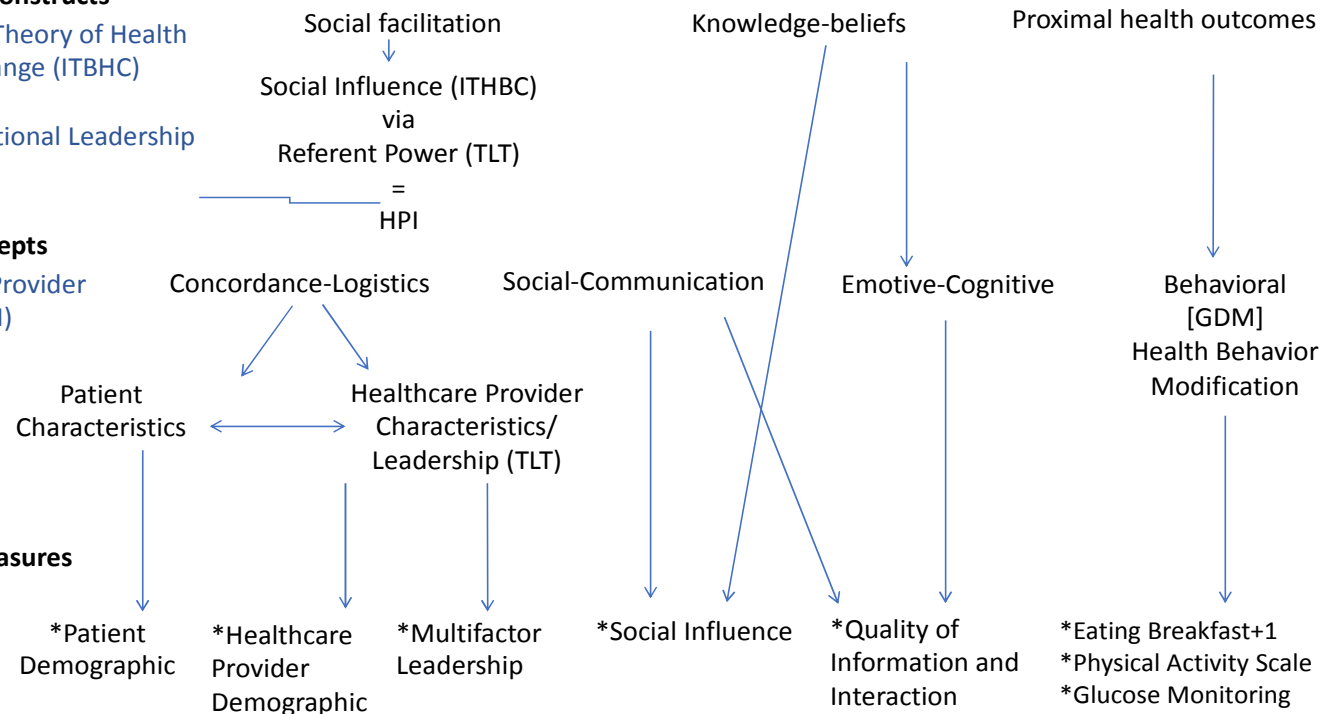 onstructs
Theory of Health
ange (ITBHC)
tional Leadership
Social facilitation
Social Influence (ITHBC)
via
Referent Power (TLT)
=
HPI
Knowledge-beliefs
Proximal health outcomes
epts
Provider
I)
Concordance-Logistics
Social-Communication
Emotive-Cognitive
Behavioral
[GDM]
Health Behavior
Modification
Patient
Characteristics
Healthcare Provider
Characteristics/
Leadership (TLT)
asures
*Patient
Demographic
*Healthcare
Provider
Demographic
*Multifactor
Leadership
*Social Influence
*Quality of
Information and
Interaction
*Eating Breakfast+1
*Physical Activity Scale
*Glucose Monitoring